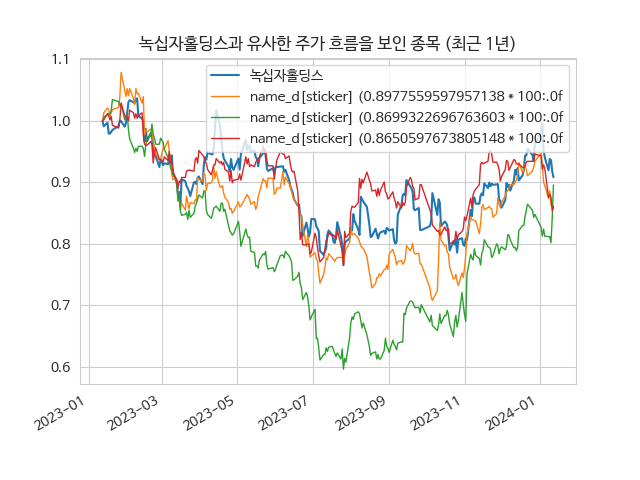 녹십자홀딩스과 유사한 주가 흐름을 보인 종목 (최근 1년)
녹십자홀딩스
name_d[sticker] (0.8977559597957138 * 100:.0f
name_d[sticker] (0.8699322696763603 * 100:.0f
name_d[sticker] (0.8650597673805148 * 100:.0f
1.1
1.0
0.9
0.8
0.7
0.6
2023-01
2023-03
2023-05
2023-07
2023-09
2023-11
2024-01